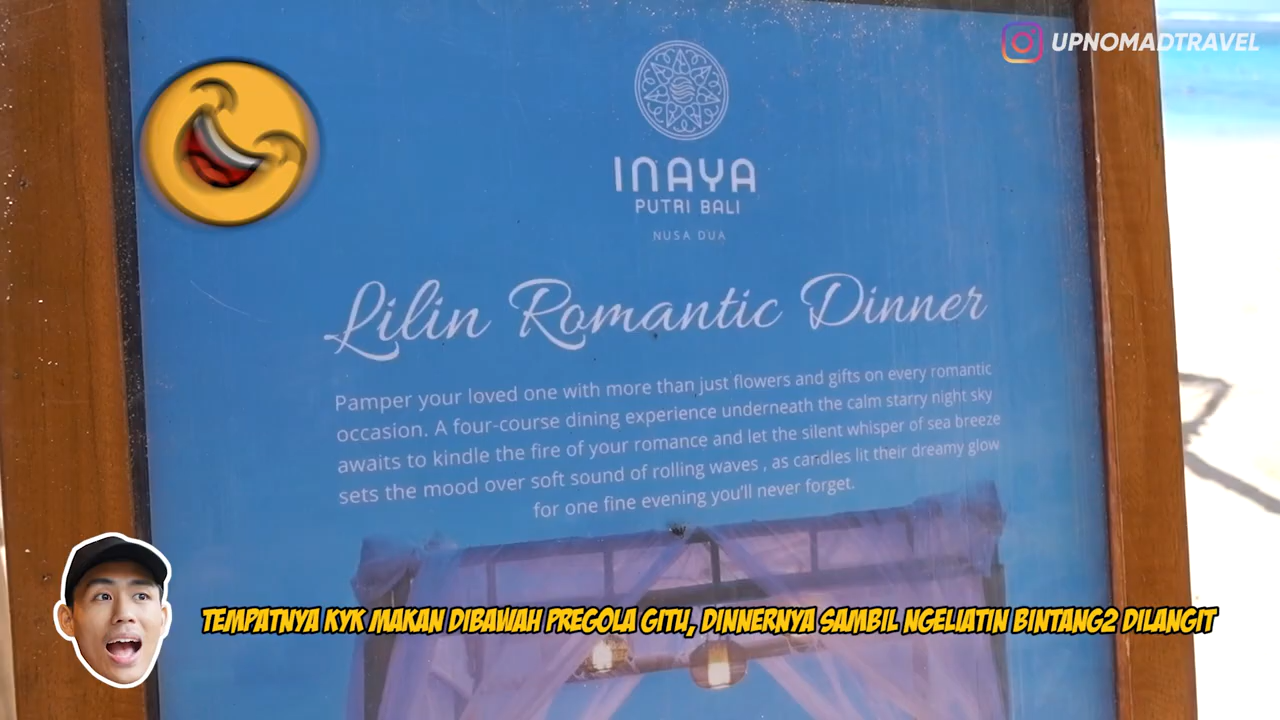 UPNOMADTRAVEL
INAYA
PUTRI BALI
NUSA DUA
Lilin Romantic Dinner
Pamper your loved one with more than just flowers and gifts on every romantic
occasion. A four-course dining experience underneath the calm starry night sky
awaits to kindle the fire of your romance and let the silent whisper of sea breeze
sets the mood over soft sound of rolling waves , as candles lit their dreamy glow
for one fine evening you'll never forget.
TEMPATNYA KYK MAKAN DIBAWAH PREGOLA GITU, DINNERNYA SAMBIL NGELIATIN BINTANG2 DILANGIT